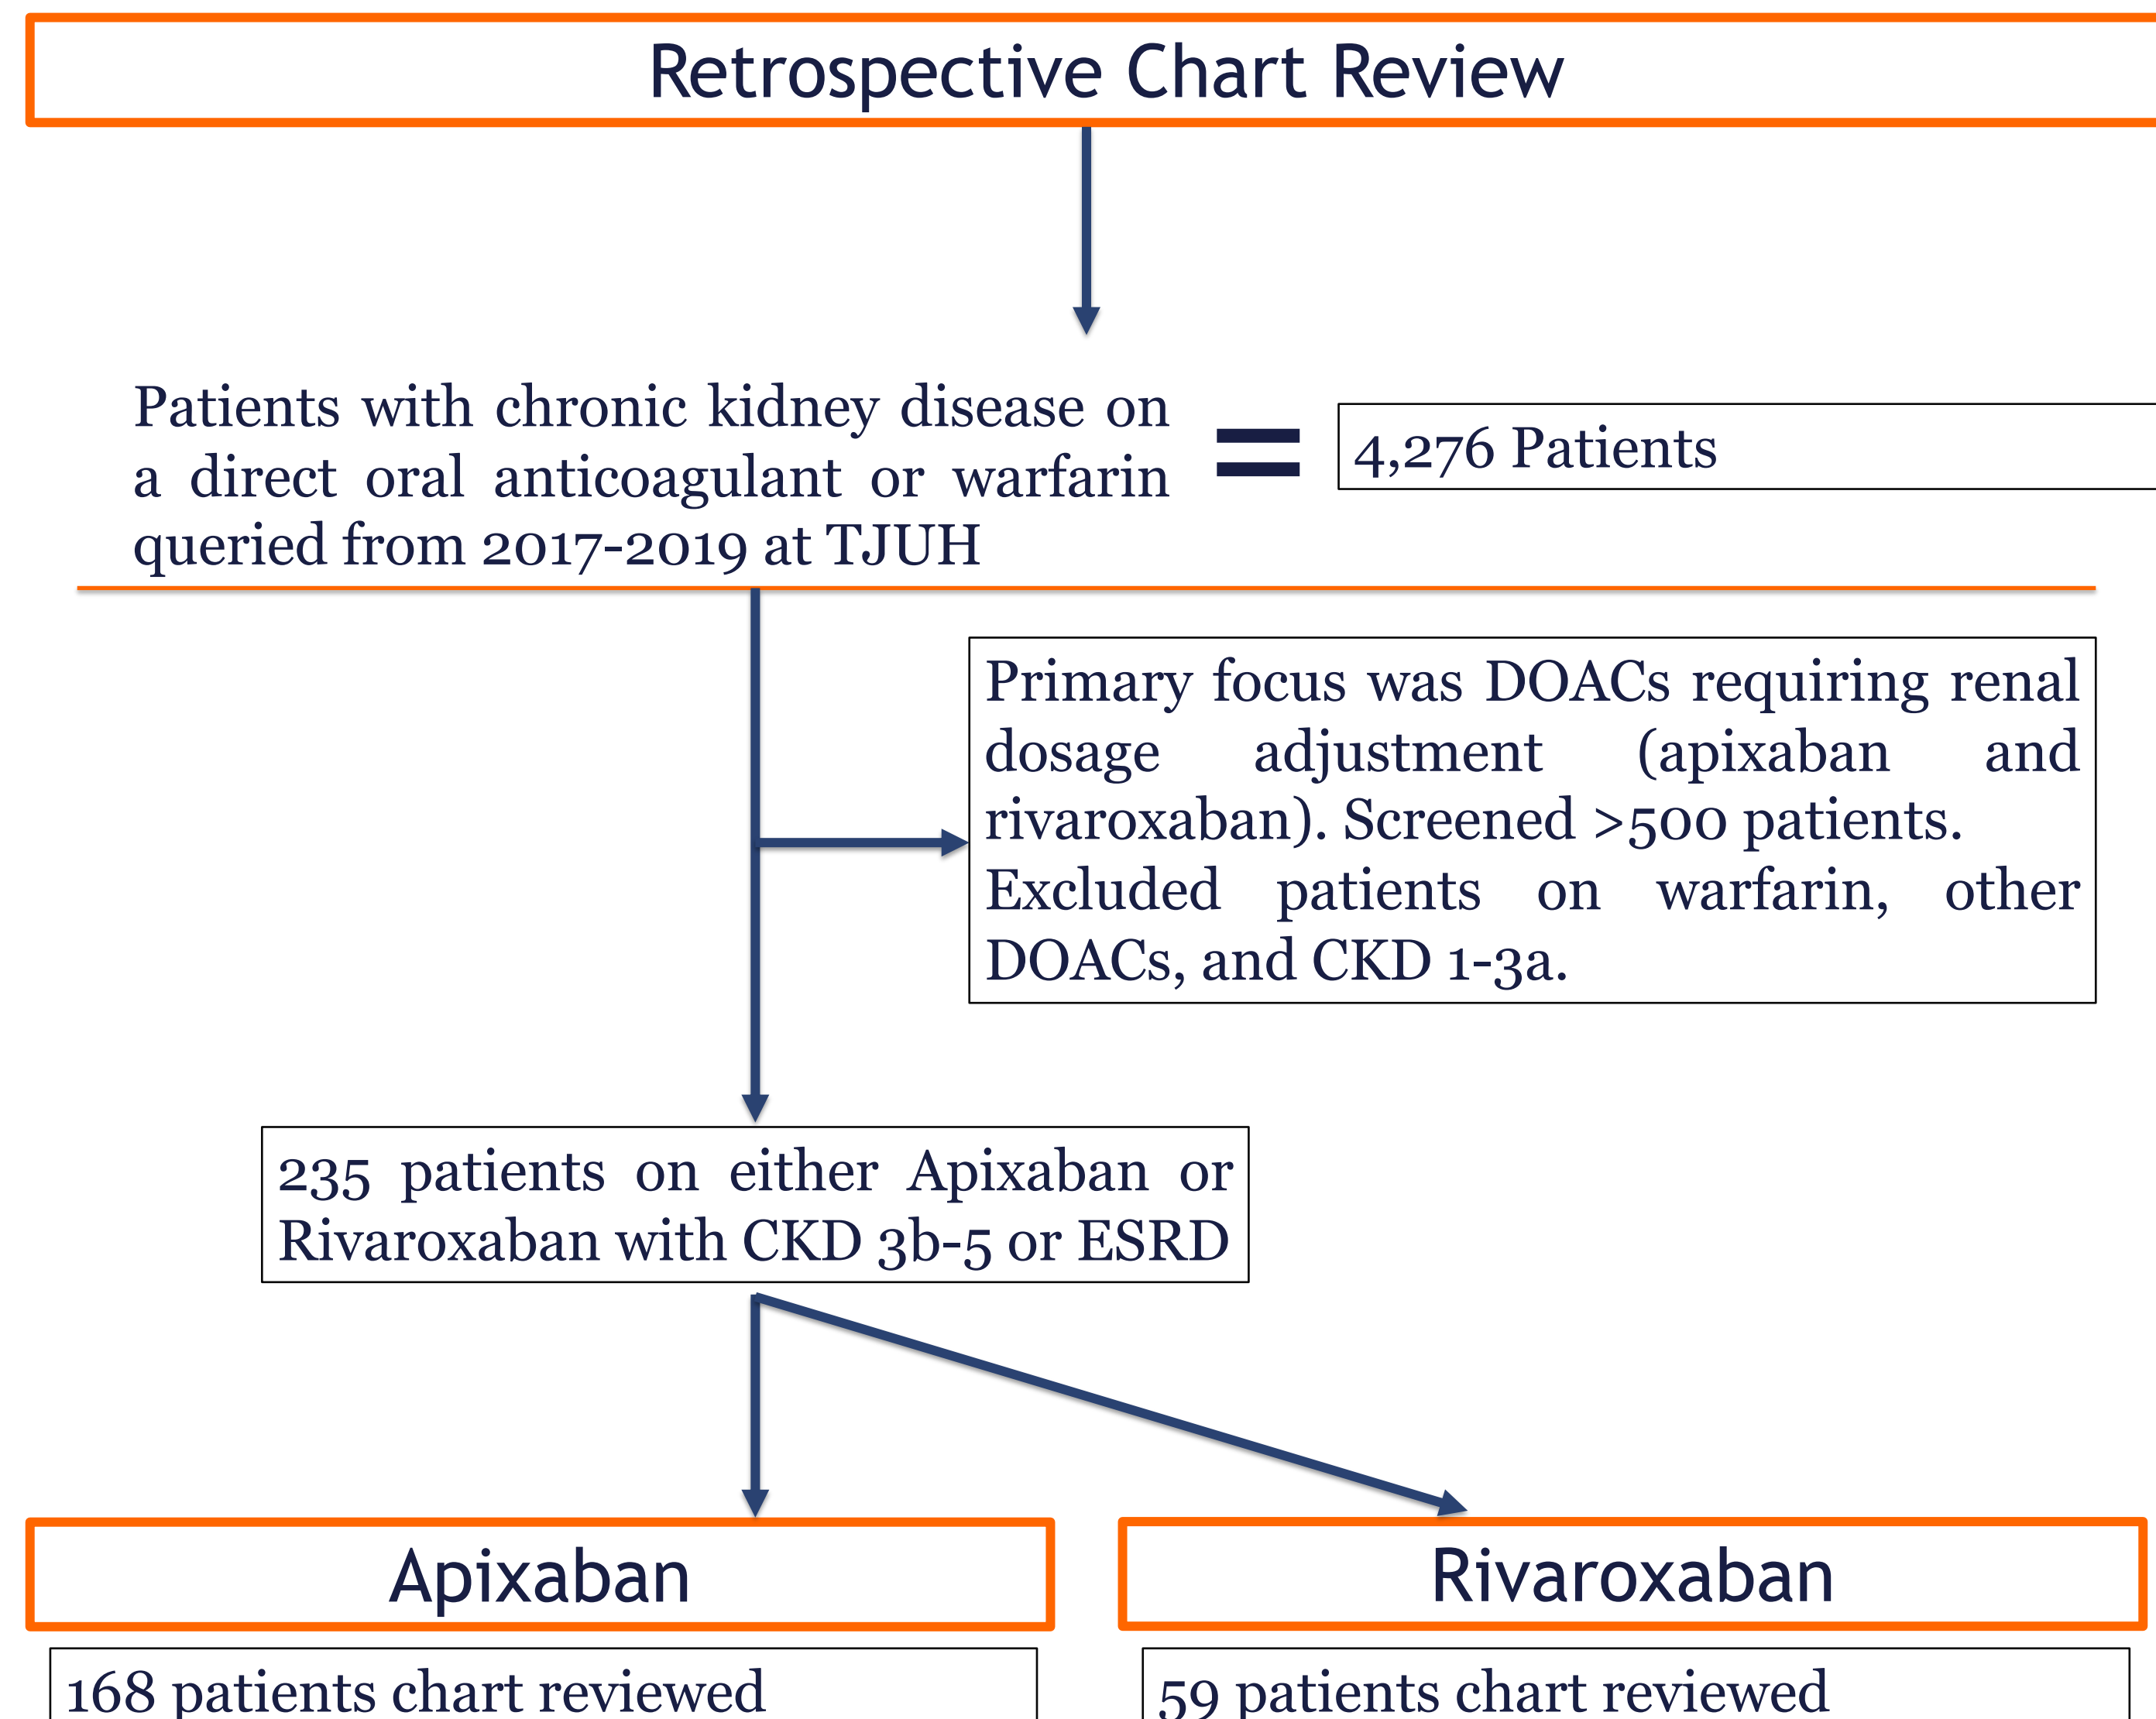 Retrospective Chart Review
Patients with chronic kidney disease on
a direct oral anticoagulant or warfarin
queried from 2017-2019 at TJUH
=
4,276 Patients
Primary focus was DOACs requiring renal
dosage adjustment (apixaban and
rivaroxaban). Screened >500 patients.
Excluded patients on warfarin, other
DOACs, and CKD 1-3a.
235 patients on either Apixaban or
Rivaroxaban with CKD 3b-5 or ESRD
Apixaban
Rivaroxaban
168 patients chart reviewed
59 patients chart reviewed